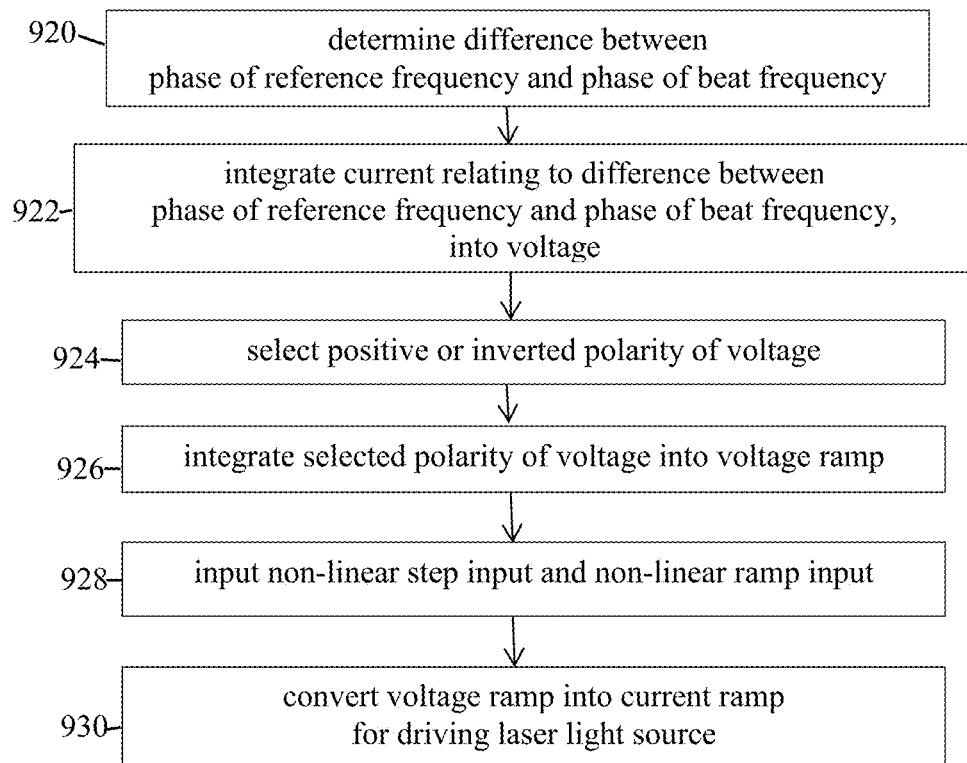 920
determine difference between
phase of reference frequency and phase of beat frequency
922
integrate current relating to difference between
phase of reference frequency and phase of beat frequency,
into voltage
924
select positive or inverted polarity of voltage
926
integrate selected polarity of voltage into voltage ramp
928
input non-linear step input and non-linear ramp input
930
convert voltage ramp into current ramp
for driving laser light source